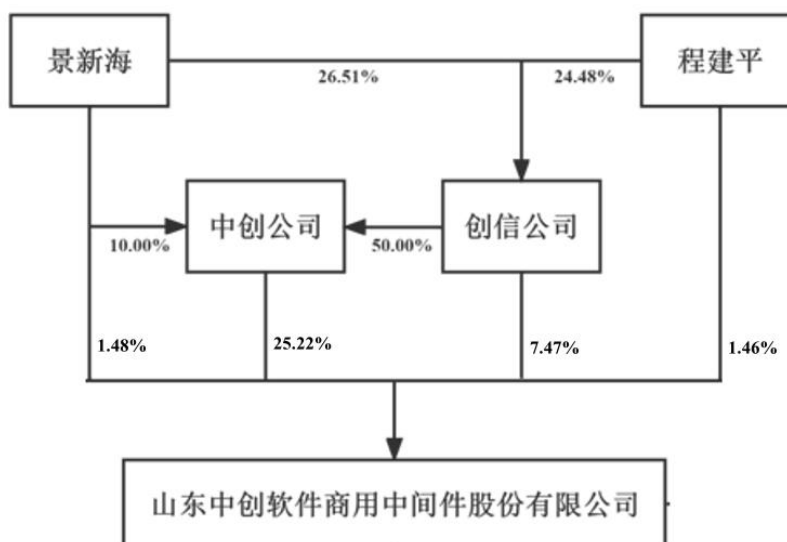 景新海
程建平
26.51%
24.48%
中创公司
创信公司
10.00%
50.00%
1.48%
25.22%
7.47%
1.46%
山东中创软件商用中间件股份有限公司